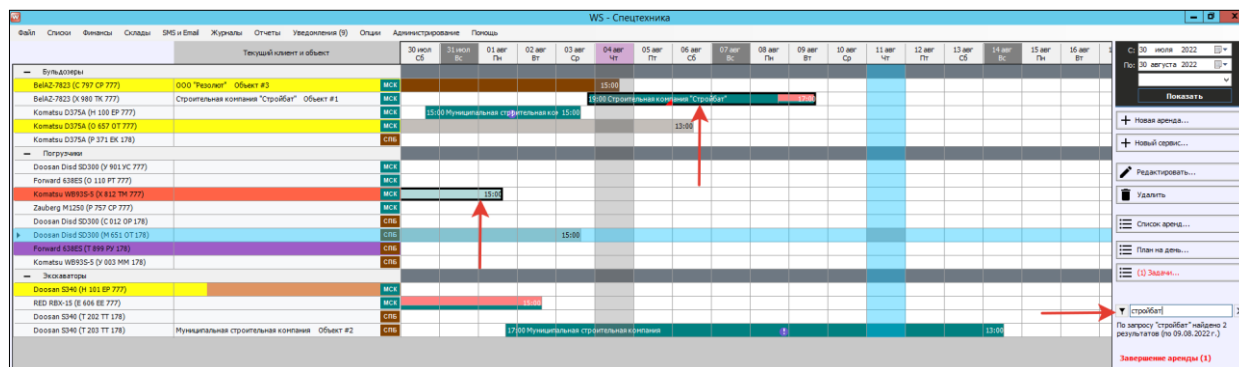 WS - Спецтехника
Файл Списки Финансы Склады SMS и Email Журналы Отчеты Уведомления (9) Опции Администрирование Помощь
Текущий клиент и объект 30 июл 31 июл 01 авг 02 авг 03 авг 04 авг 05 авг 06 авг 07 авг 08 авг 09 авг 10 авг 11 авг 12 авг 13 авг 14 авг 15 авг 16 авг 1
Сб Вс Пн Вт Ср Чт Пт Сб Вс Пн Вт Ср Чт Пт Сб Вс Пн Вт
С: 30 июля 2022
По: 30 августа 2022
Показать
Бульдозеры
BelAZ-7823 (С 797 СР 777) ООО "Резолют" Объект #3 МСК 15:00
BelAZ-7823 (Х 980 ТК 777) Строительная компания "Стройбат" Объект #1 МСК 19:00 Строительная компания "Стройбат" 17:00
Komatsu D375A (Н 100 ЕР 777) МСК 15:00 Муниципальная строительная ком 15:00
Komatsu D375A (О 657 ОТ 777) МСК 13:00
Komatsu D375A (Р 371 ЕК 178) СПБ
Погрузчики
Doosan Disd SD300 (У 901 УС 777) МСК
Forward 638ES (О 110 РТ 777) МСК
Komatsu WB93S-5 (Х 812 ТМ 777) МСК 15:00
Zauberg M1250 (Р 757 СР 777) МСК
Doosan Disd SD300 (С 012 ОР 178) СПБ
Doosan Disd SD300 (М 651 ОТ 178) СПБ 15:00
Forward 638ES (Т 899 РУ 178) СПБ
Komatsu WB93S-5 (У 003 ММ 178) СПБ
Экскаваторы
Doosan S340 (Н 101 ЕР 777) МСК
RED RBX-15 (Е 606 ЕЕ 777) МСК 15:00
Doosan S340 (Т 202 ТТ 178) СПБ
Doosan S340 (Т 203 ТТ 178) Муниципальная строительная компания Объект #2 СПБ 17:00 Муниципальная строительная компания 13:00
Новая аренда...
Новый сервис...
Редактировать...
Удалить
Список аренд...
План на день...
(1) Задачи...
стройбат
По запросу "стройбат" найдено 2
результатов (по 09.08.2022 г.)
Завершение аренды (1)